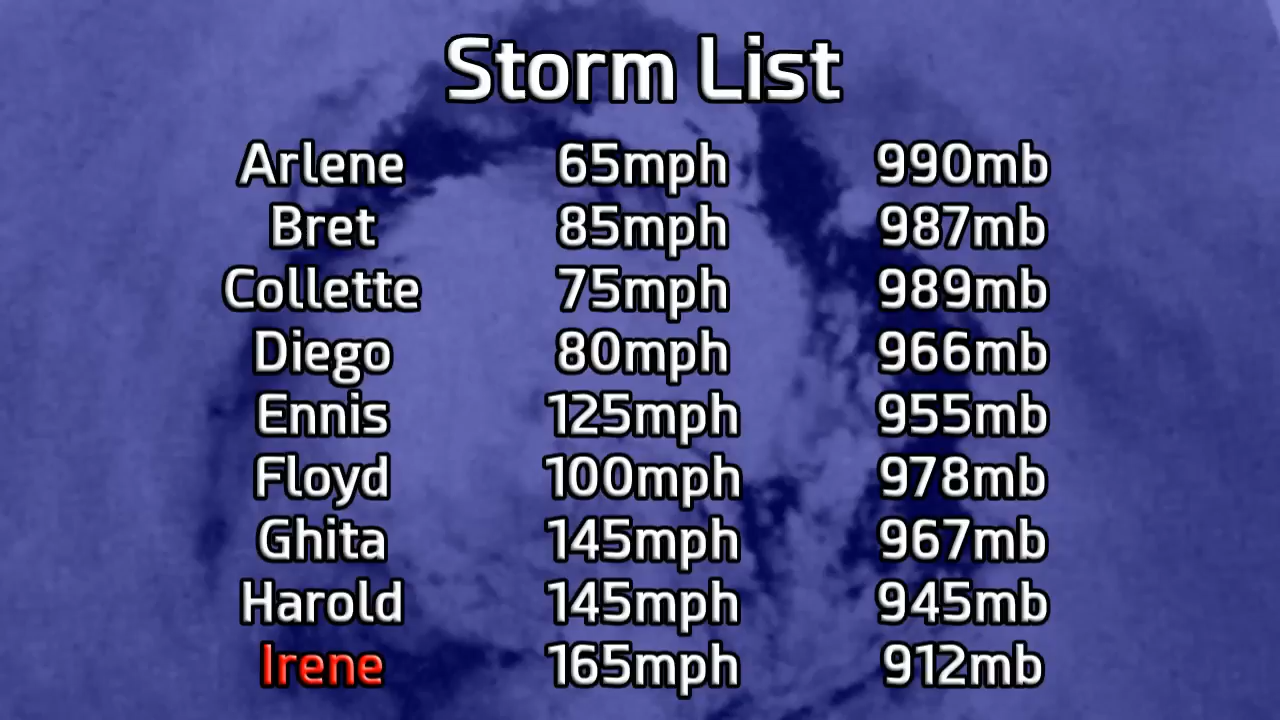 Storm List
Arlene 65mph 990mb
Bret 85mph 987mb
Collette 75mph 989mb
Diego 80mph 966mb
Ennis 125mph 955mb
Floyd 100mph 978mb
Ghita 145mph 967mb
Harold 145mph 945mb
Irene 165mph 912mb